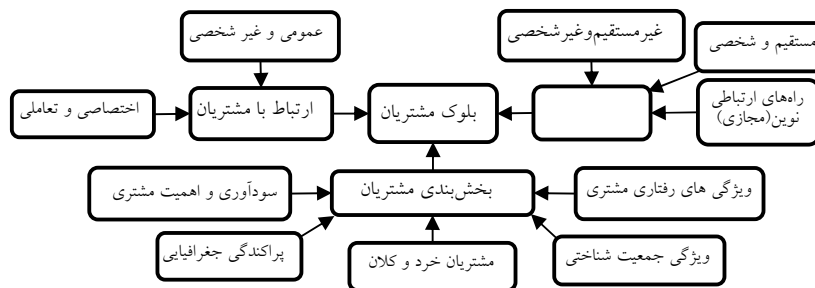 عمومی و غیر شخصی
غیرمستقیم‌وغیرشخصی
مستقیم و شخصی
اختصاصی و تعاملی
ارتباط با مشتریان
بلوک مشتریان
راه‌های ارتباطی
نوین(مجازی)
سودآوری و اهمیت مشتری
بخش‌بندی مشتریان
ویژگی های رفتاری مشتری
پراکندگی جغرافیایی
مشتریان خرد و کلان
ویژگی جمعیت شناختی